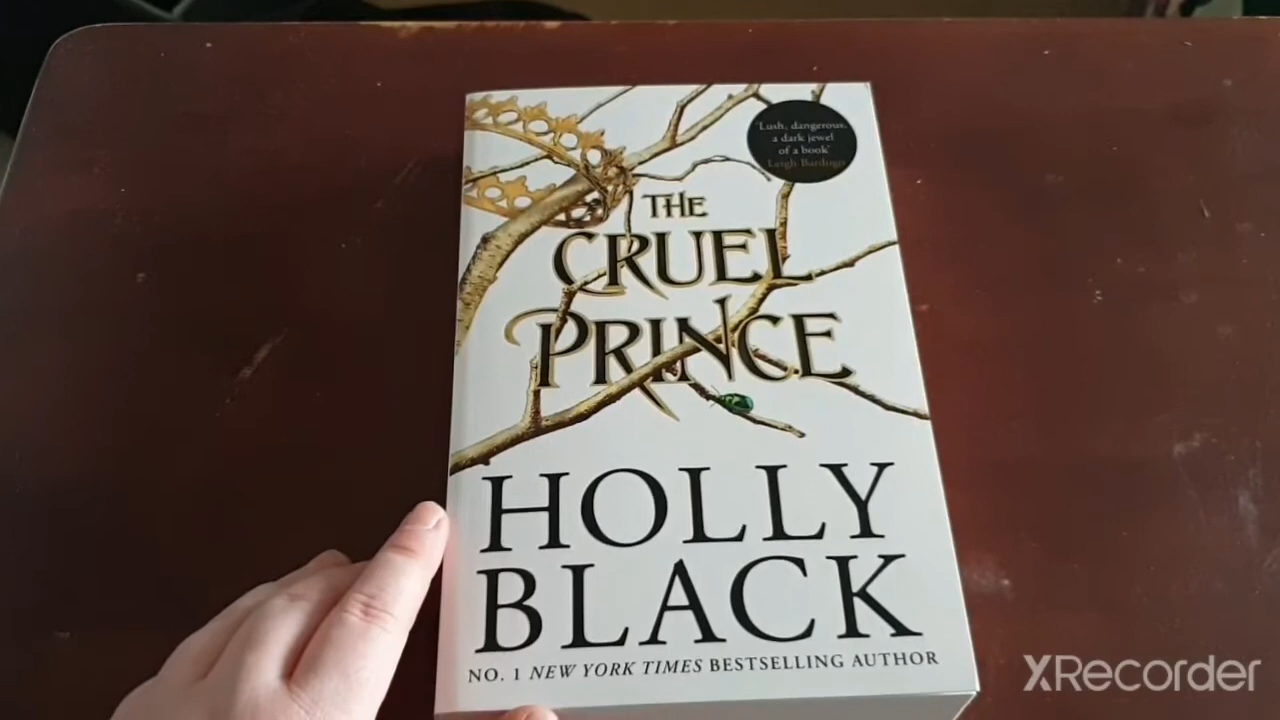 'Lush, dangerous,
a dark jewel
of a book'
Leigh Bardugo
THE
CRUEL
PRINCE
HOLLY
BLACK
NO. 1 NEW YORK TIMES BESTSELLING AUTHOR
XRecorder